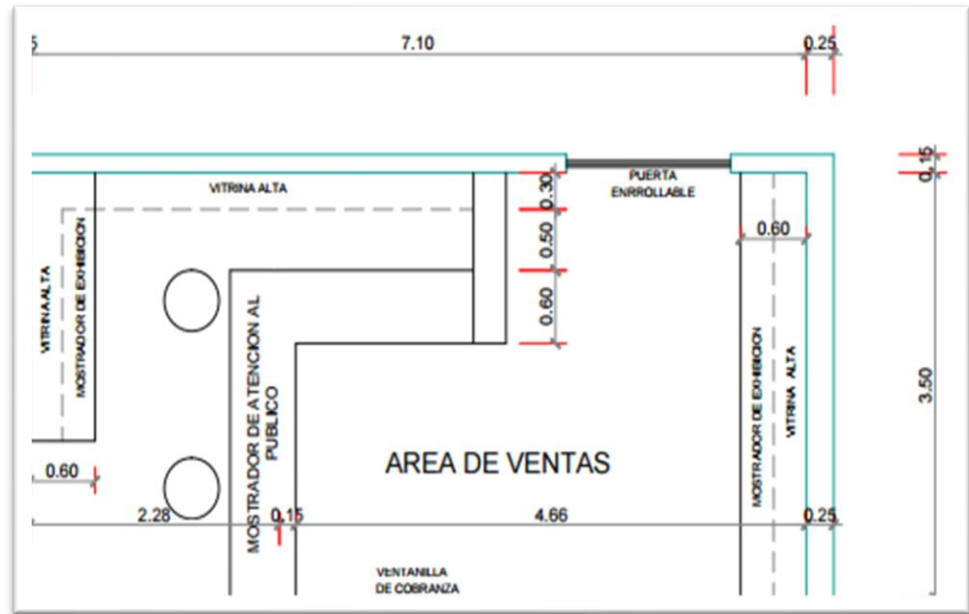 7.10
0.25
0.15
VITRINA ALTA
PUERTA
ENRROLLABLE
0.30
0.60
0.50
VITRINA ALTA
MOSTRADOR DE EXHIBICION
0.60
MOSTRADOR DE ATENCION AL
PUBLICO
MOSTRADOR DE EXHIBICION
VITRINA ALTA
3.50
AREA DE VENTAS
0.60
2.28
0.15
4.66
0.25
VENTANILLA
DE COBRANZA